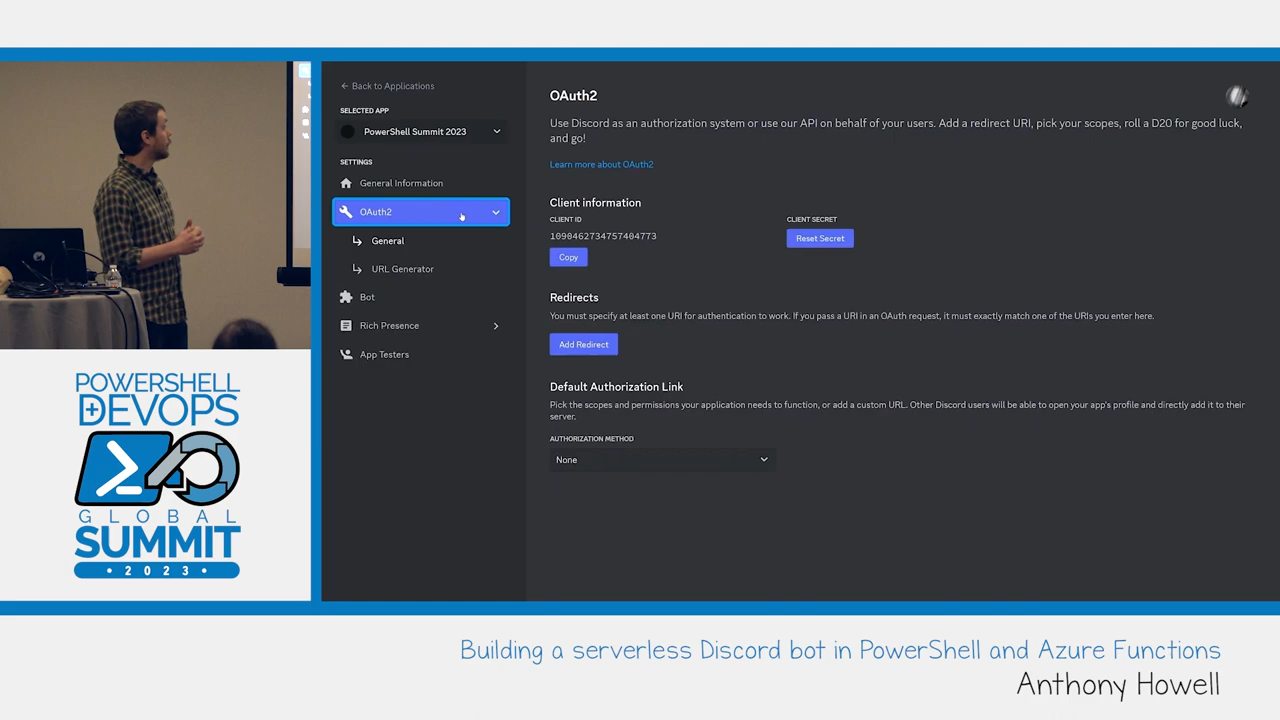 ← Back to Applications
SELECTED APP
PowerShell Summit 2023
SETTINGS
General Information
OAuth2
General
URL Generator
Bot
Rich Presence
App Testers
OAuth2
Use Discord as an authorization system or use our API on behalf of your users. Add a redirect URI, pick your scopes, roll a D20 for good luck,
and go!
Learn more about OAuth2
Client information
CLIENT ID
1090462734757404773
Copy
CLIENT SECRET
Reset Secret
Redirects
You must specify at least one URI for authentication to work. If you pass a URI in an OAuth request, it must exactly match one of the URIs you enter here.
Add Redirect
Default Authorization Link
Pick the scopes and permissions your application needs to function, or add a custom URL. Other Discord users will be able to open your app's profile and directly add it to their
server.
AUTHORIZATION METHOD
None
POWERSHELL
+DEVOPS
GLOBAL
SUMMIT
• 2023 •
Building a serverless Discord bot in PowerShell and Azure Functions
Anthony Howell